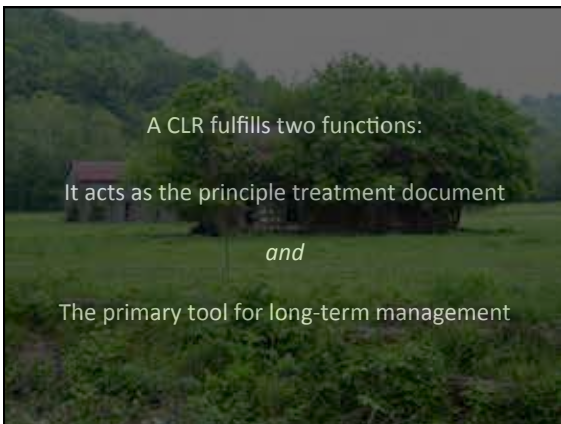 A CLR fulfills two functions:
It acts as the principle treatment document
and
The primary tool for long-term management